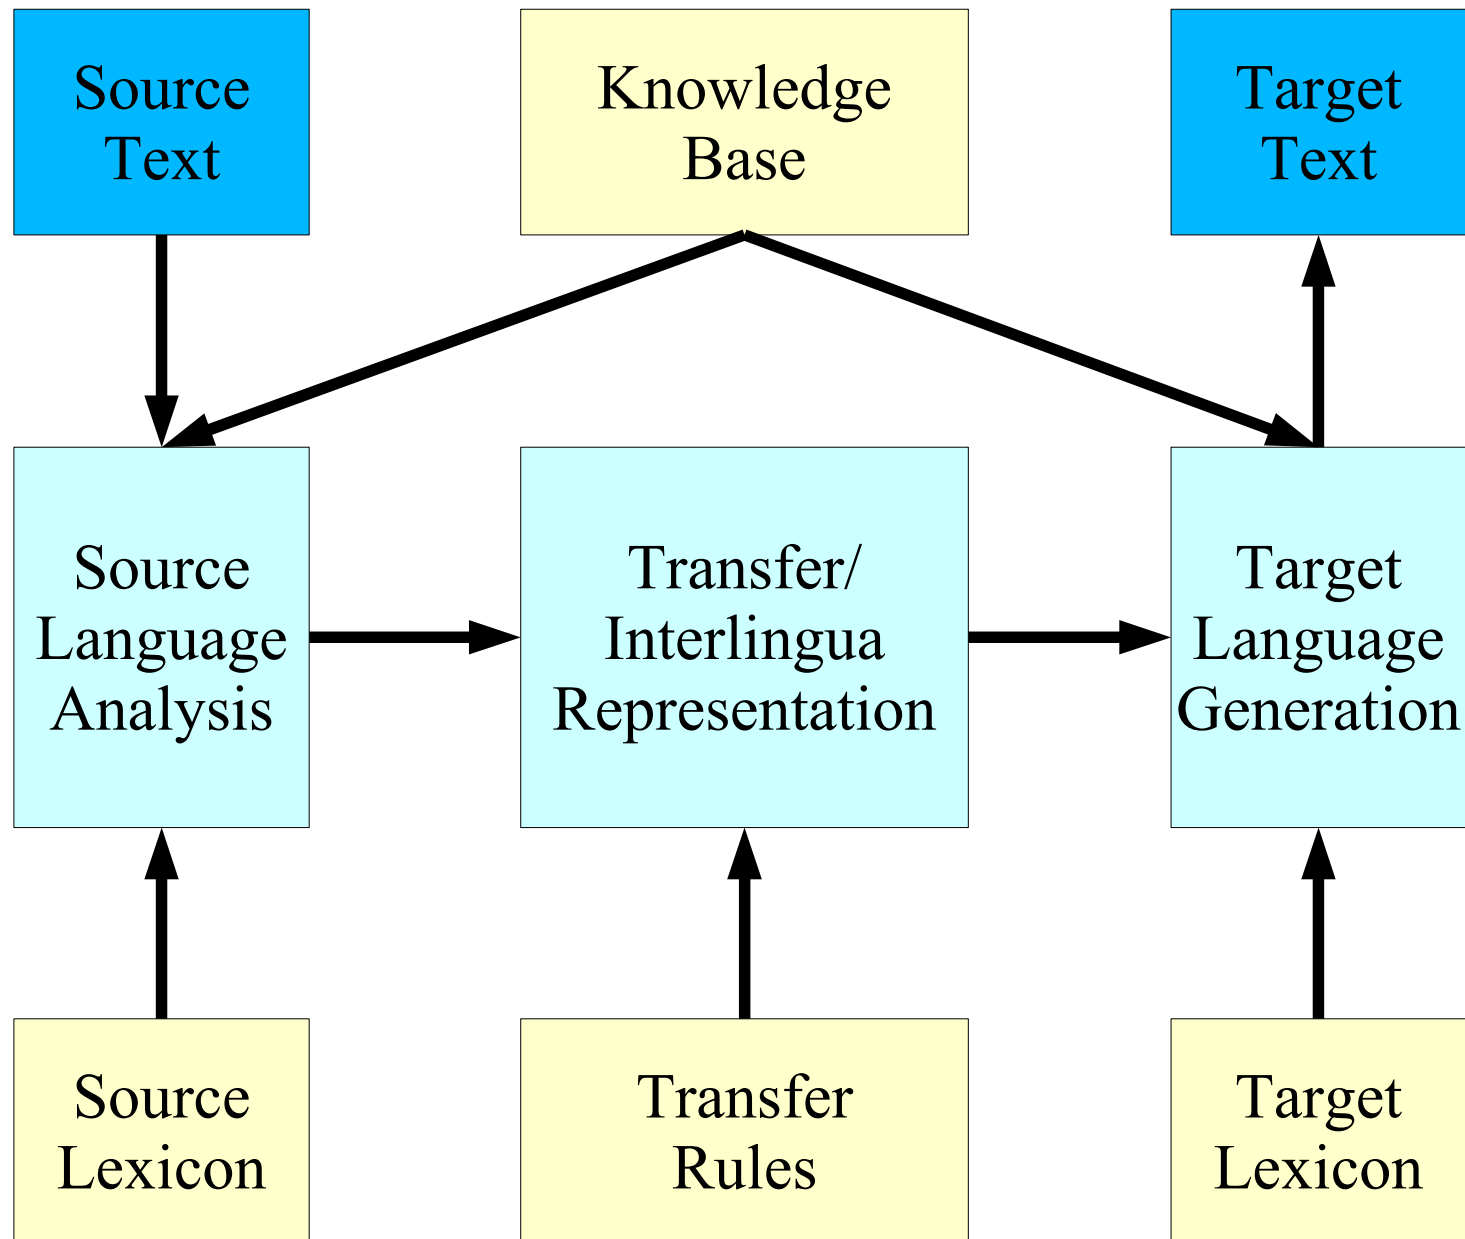 Source
Text
Knowledge
Base
Target
Text
Source
Language
Analysis
Transfer/
Interlingua
Representation
Target
Language
Generation
Source
Lexicon
Transfer
Rules
Target
Lexicon